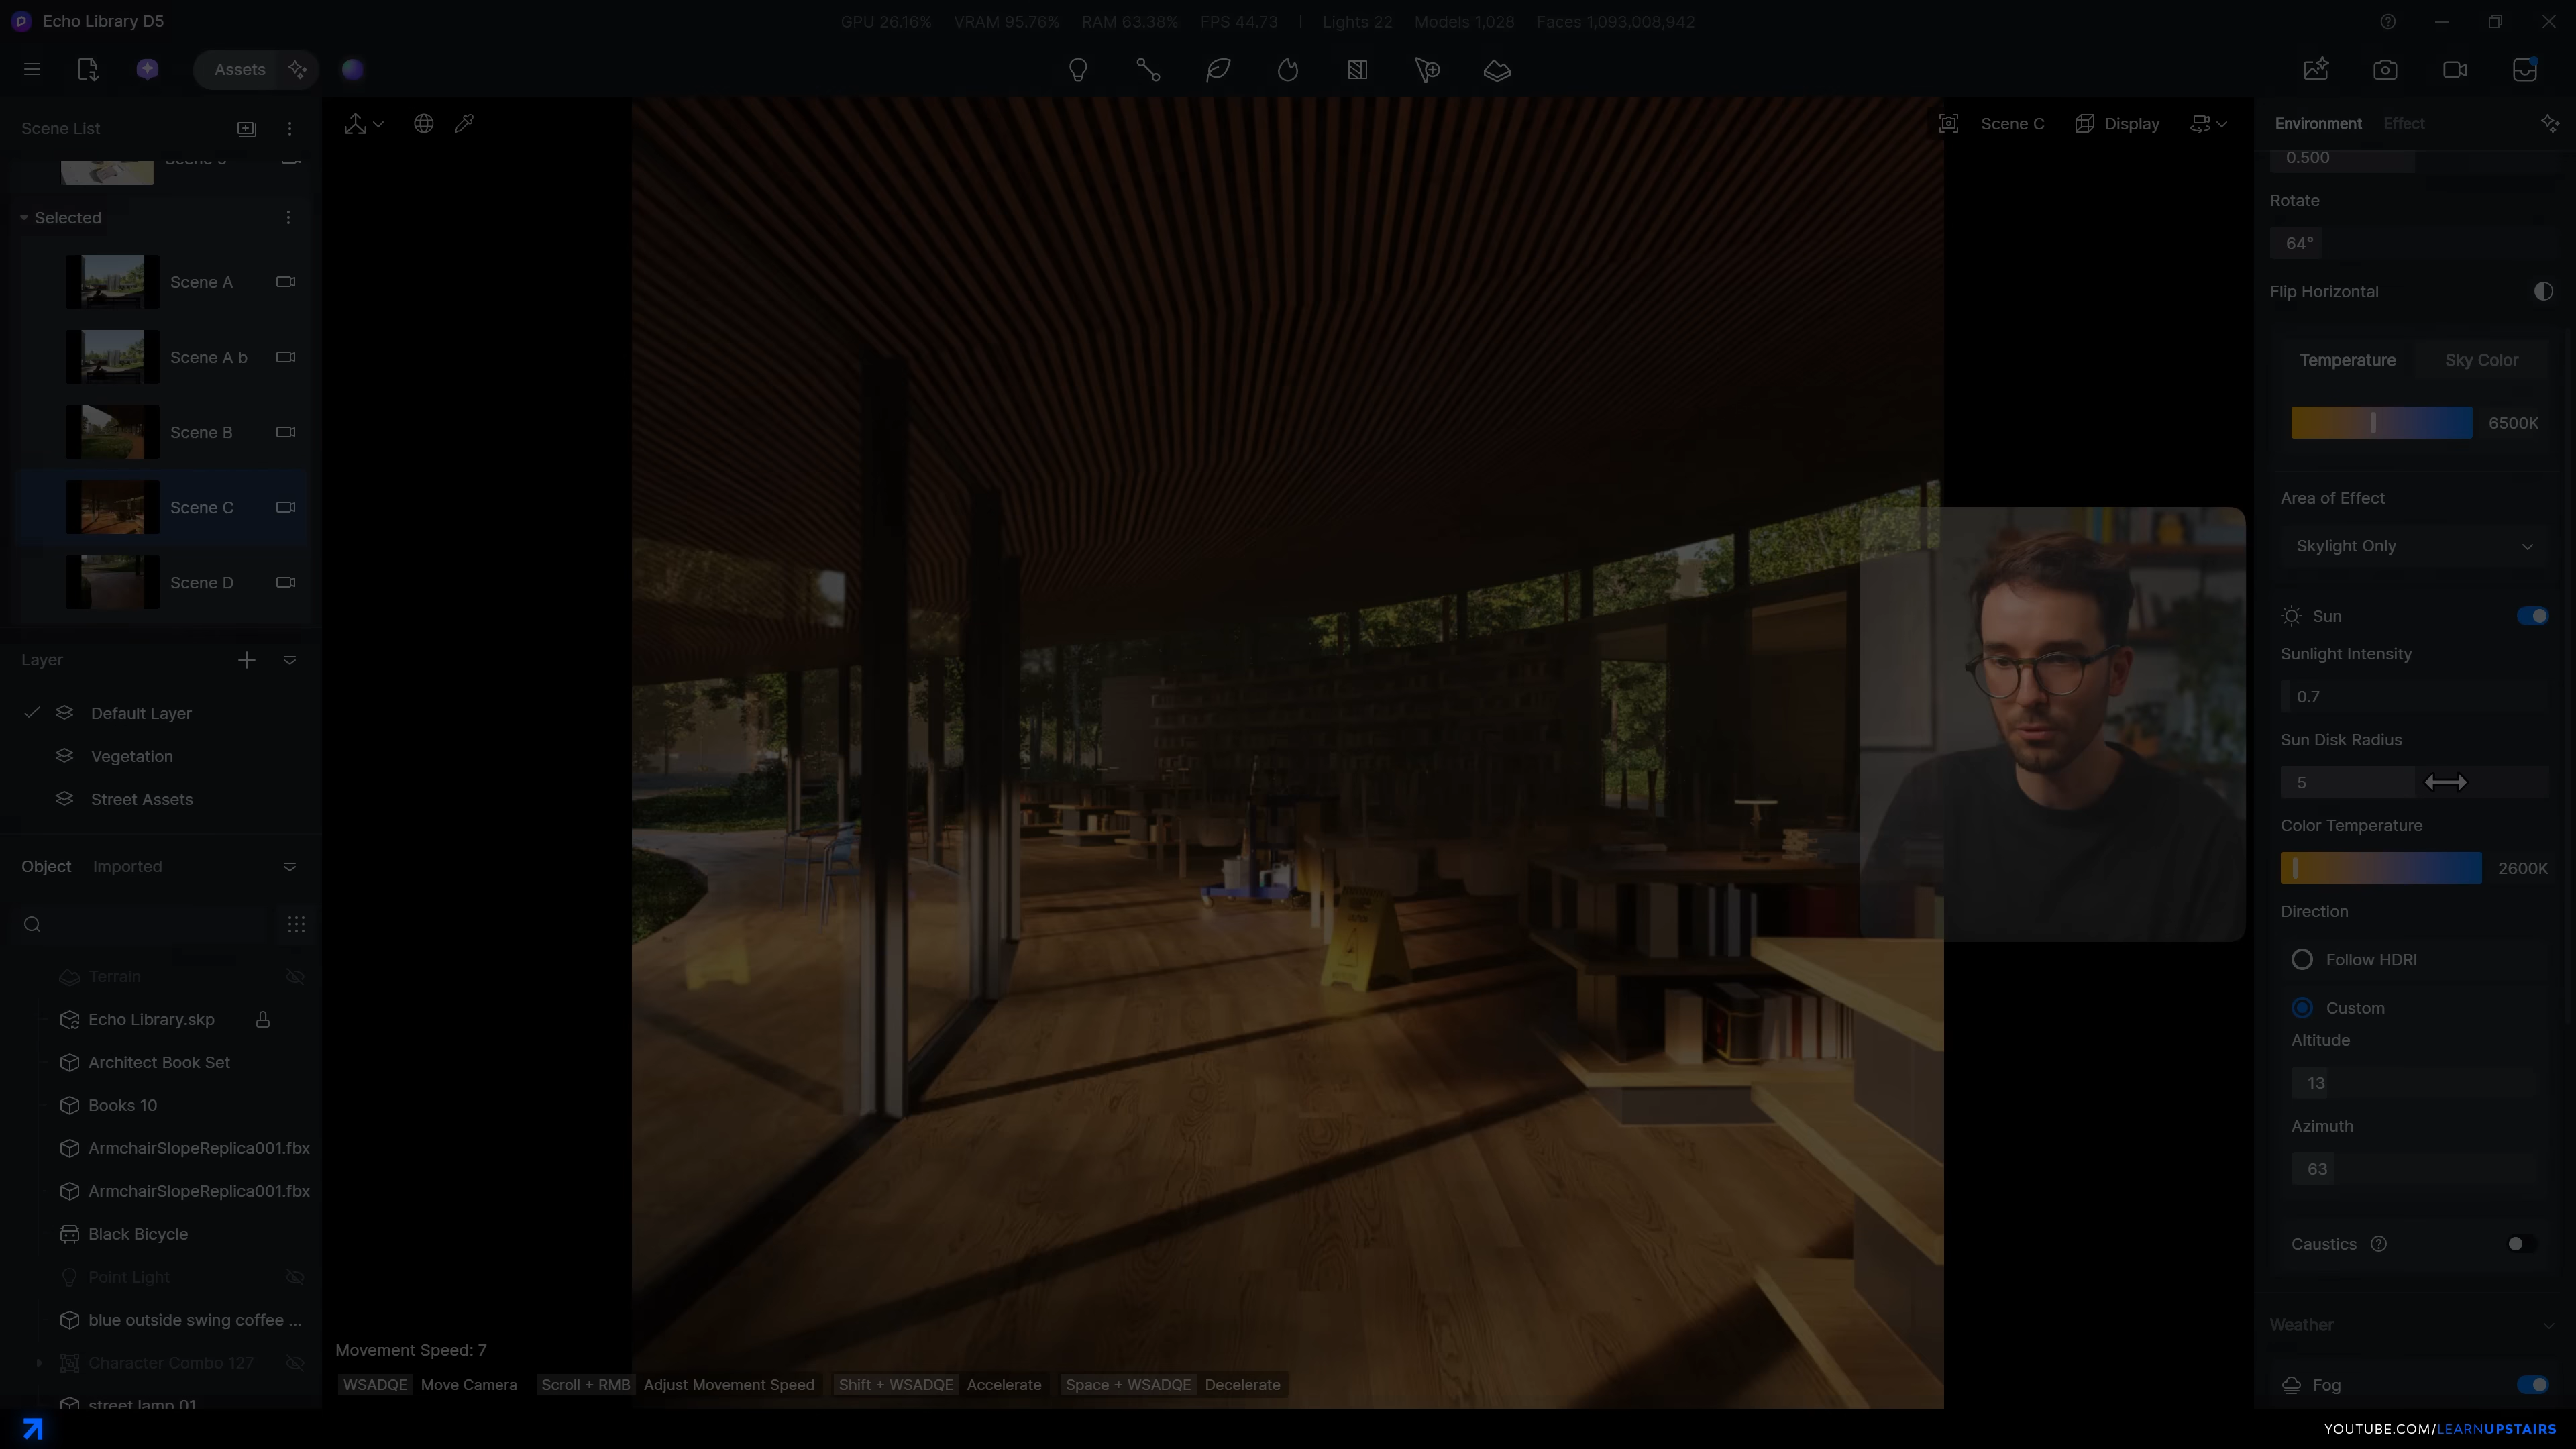 Echo Library D5
GPU 26.16% VRAM 95.76% RAM 63.38% FPS 44.73 | Lights 22 Models 1,028 Faces 1,093,008,942
Assets
Scene List
Selected
Scene A
Scene A b
Scene B
Scene C
Scene D
Layer
Default Layer
Vegetation
Street Assets
Object Imported
Terrain
Echo Library.skp
Architect Book Set
Books 10
ArmchairSlopeReplica001.fbx
ArmchairSlopeReplica001.fbx
Black Bicycle
Point Light
blue outside swing coffee ...
Character Combo 127
street lamp 01
Scene C Display
Movement Speed: 7
WSADQE Move Camera Scroll + RMB Adjust Movement Speed Shift + WSADQE Accelerate Space + WSADQE Decelerate
Environment Effect
0.500
Rotate
64°
Flip Horizontal
Temperature Sky Color
6500K
Area of Effect
Skylight Only
Sun
Sunlight Intensity
0.7
Sun Disk Radius
5
Color Temperature
2600K
Direction
Follow HDRI
Custom
Altitude
13
Azimuth
63
Caustics
Weather
Fog
YOUTUBE.COM/LEARNUPSTAIRS